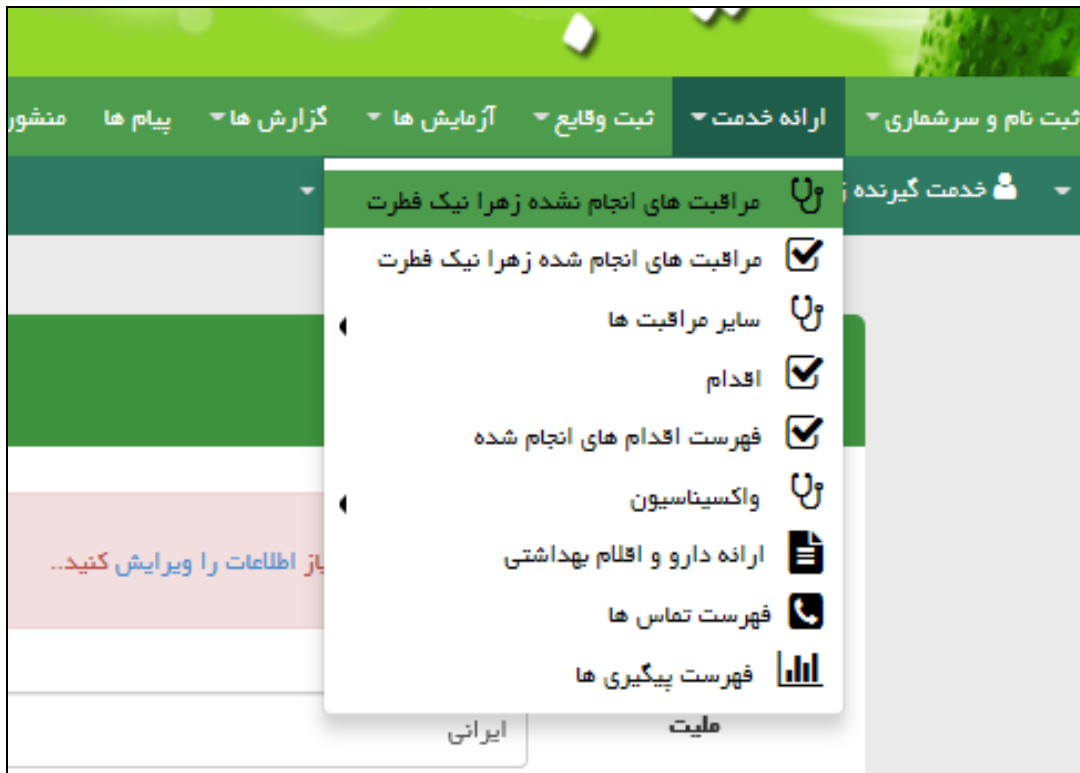 ثبت نام و سرشماری ارائه خدمت ثبت وقایع آزمایش ها گزارش ها پیام ها
خدمت گیرنده
مراقبت های انجام نشده زهرا نیک فطرت
مراقبت های انجام شده زهرا نیک فطرت
سایر مراقبت ها
اقدام
فهرست اقدام های انجام شده
واکسیناسیون
ارائه دارو و اقلام بهداشتی
فهرست تماس ها
فهرست پیگیری ها
اطلاعات را ویرایش کنید..
ملیت ایرانی